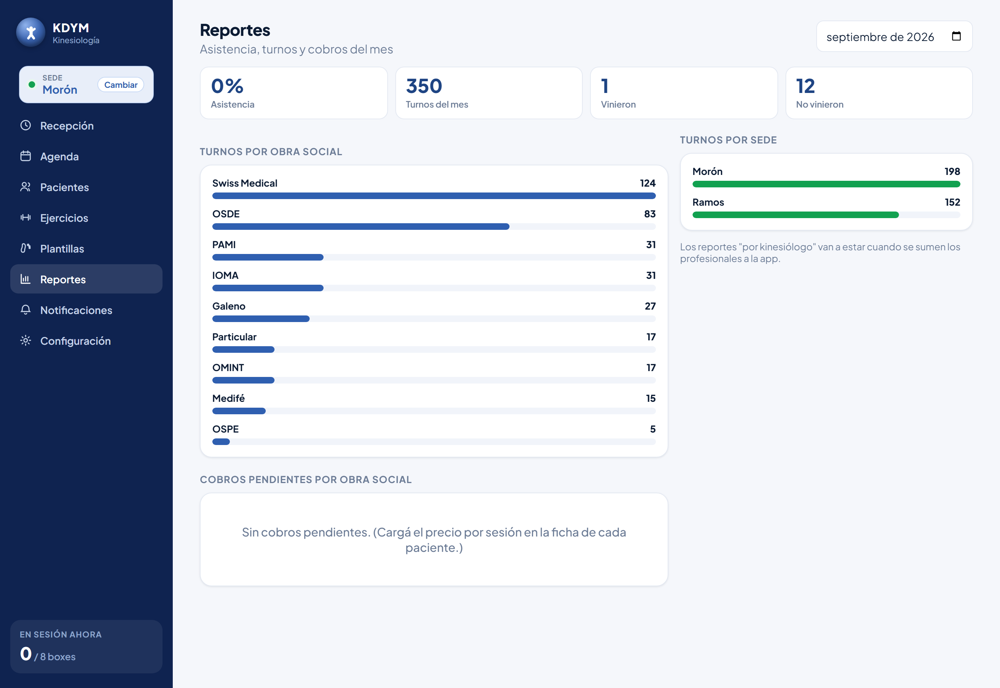 KDYM
Kinesiología
SEDE
Morón
Cambiar
Recepción
Agenda
Pacientes
Ejercicios
Plantillas
Reportes
Notificaciones
Configuración
EN SESIÓN AHORA
0 / 8 boxes
Reportes
Asistencia, turnos y cobros del mes
septiembre de 2026
0%
Asistencia
350
Turnos del mes
1
Vinieron
12
No vinieron
TURNOS POR OBRA SOCIAL
Swiss Medical 124
OSDE 83
PAMI 31
IOMA 31
Galeno 27
Particular 17
OMINT 17
Medifé 15
OSPE 5
COBROS PENDIENTES POR OBRA SOCIAL
Sin cobros pendientes. (Cargá el precio por sesión en la ficha de cada
paciente.)
TURNOS POR SEDE
Morón 198
Ramos 152
Los reportes "por kinesiólogo" van a estar cuando se sumen los
profesionales a la app.